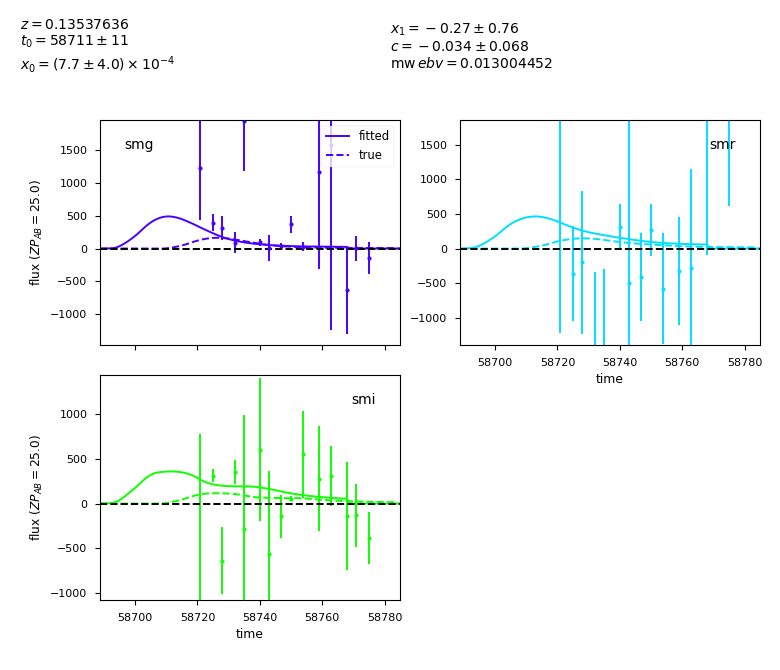 z = 0.13537636
t₀ = 58711 ± 11
x₀ = (7.7 ± 4.0) × 10⁻⁴
x₁ = −0.27 ± 0.76
c = −0.034 ± 0.068
mw ebv = 0.013004452
smg
fitted
true
flux (ZP_AB = 25.0)
1500
1000
500
0
−500
−1000
smr
1500
1000
500
0
−500
−1000
58700 58720 58740 58760 58780
time
smi
flux (ZP_AB = 25.0)
1000
500
0
−500
−1000
58700 58720 58740 58760 58780
time